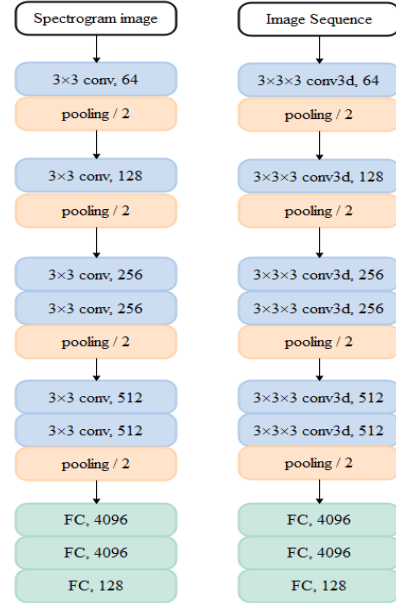 Spectrogram image
3×3 conv, 64
pooling / 2
3×3 conv, 128
pooling / 2
3×3 conv, 256
3×3 conv, 256
pooling / 2
3×3 conv, 512
3×3 conv, 512
pooling / 2
FC, 4096
FC, 4096
FC, 128
Image Sequence
3×3×3 conv3d, 64
pooling / 2
3×3×3 conv3d, 128
pooling / 2
3×3×3 conv3d, 256
3×3×3 conv3d, 256
pooling / 2
3×3×3 conv3d, 512
3×3×3 conv3d, 512
pooling / 2
FC, 4096
FC, 4096
FC, 128